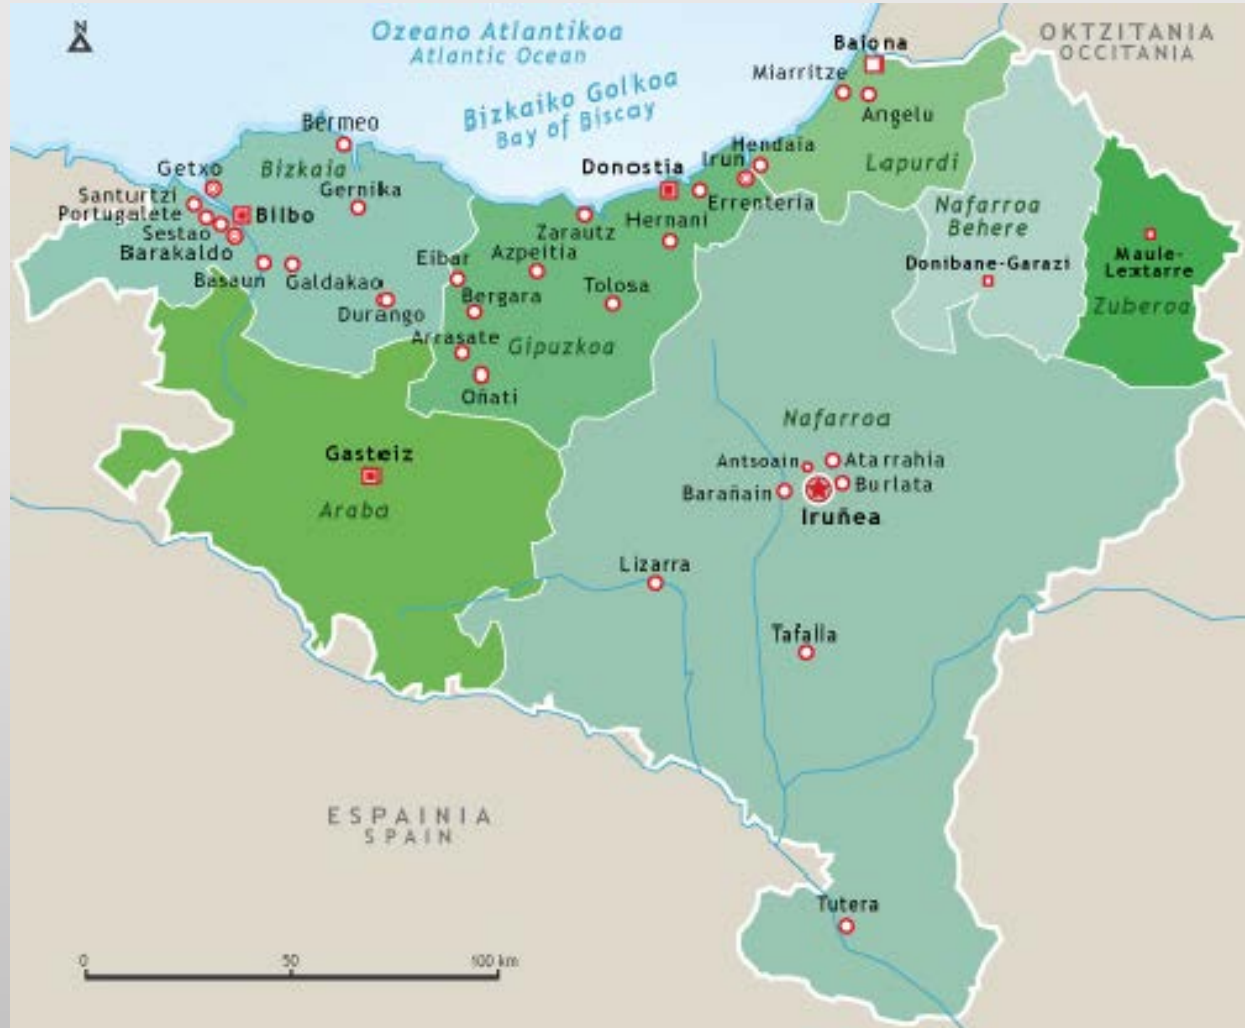 N
Ozeano Atlantikoa
Atlantic Ocean
OKTZITANIA
OCCITANIA
Baiona
Miarritze
Angelu
Bizkaiko Golkoa
Bay of Biscay
Bermeo
Bizkaia
Getxo
Gernika
Santurtzi
Portugalete
Bilbo
Sestao
Barakaldo
Basauri
Galdakao
Durango
Donostia
Irun
Hendaia
Lapurdi
Errenteria
Hernani
Zarautz
Azpeitia
Eibar
Bergara
Tolosa
Arrasate
Gipuzkoa
Oñati
Nafarroa
Behere
Donibane-Garazi
Maule-
Lextarre
Zuberoa
Nafarroa
Gasteiz
Araba
Antsoain
Atarrahia
Barañain
Burlata
Iruñea
Lizarra
Tafalla
ESPAINIA
SPAIN
Tutera
0 50 100 km